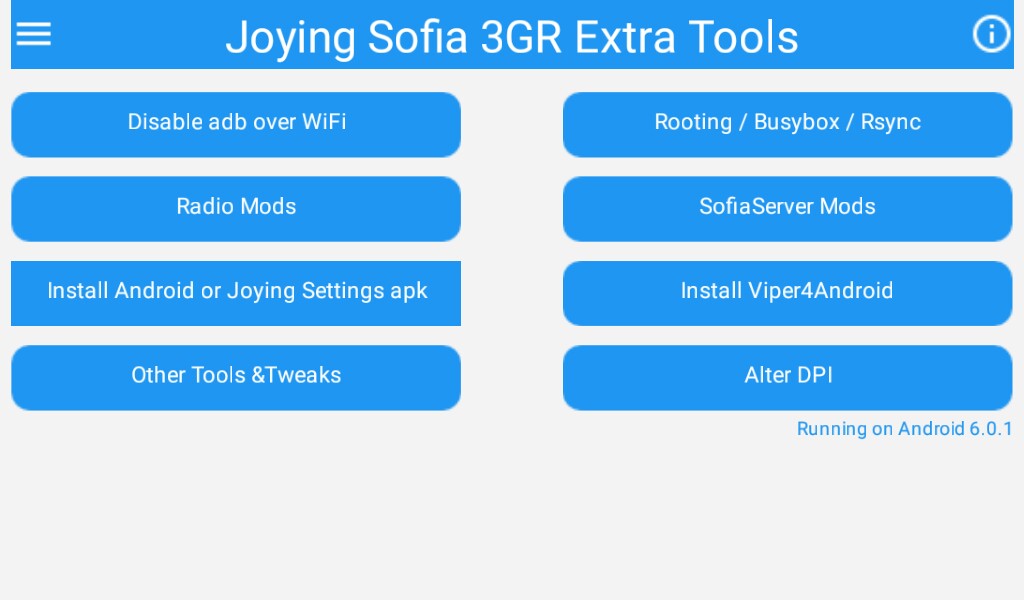 Joying Sofia 3GR Extra Tools
Disable adb over WiFi
Rooting / Busybox / Rsync
Radio Mods
SofiaServer Mods
Install Android or Joying Settings apk
Install Viper4Android
Other Tools &Tweaks
Alter DPI
Running on Android 6.0.1